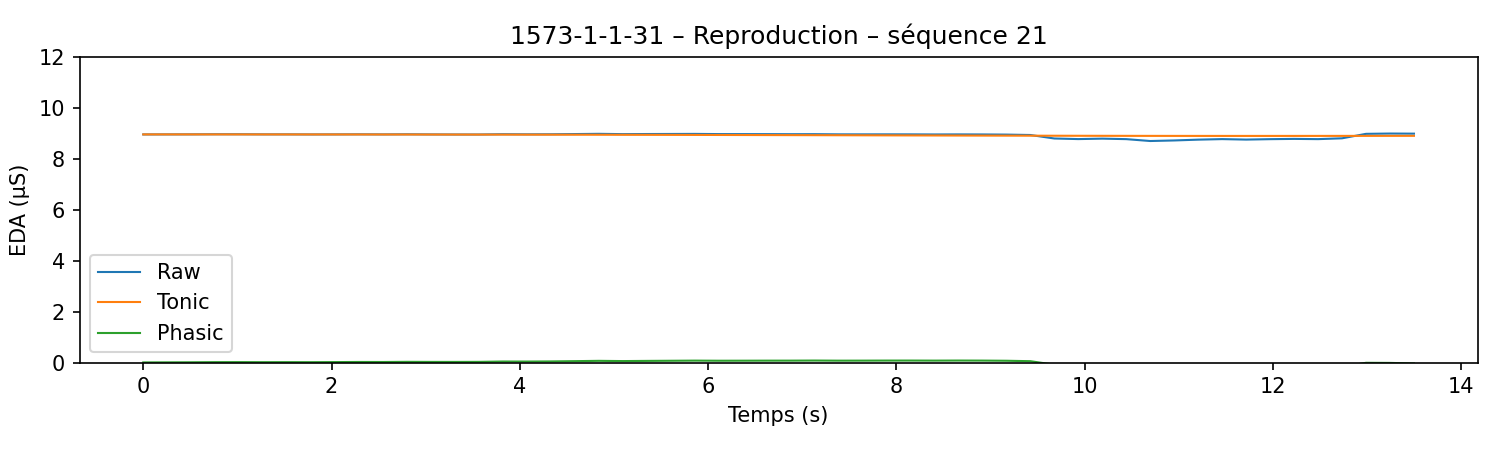 1573-1-1-31 – Reproduction – séquence 21
EDA (µS)
12
10
8
6
4
2
0
Raw
Tonic
Phasic
0 2 4 6 8 10 12 14
Temps (s)